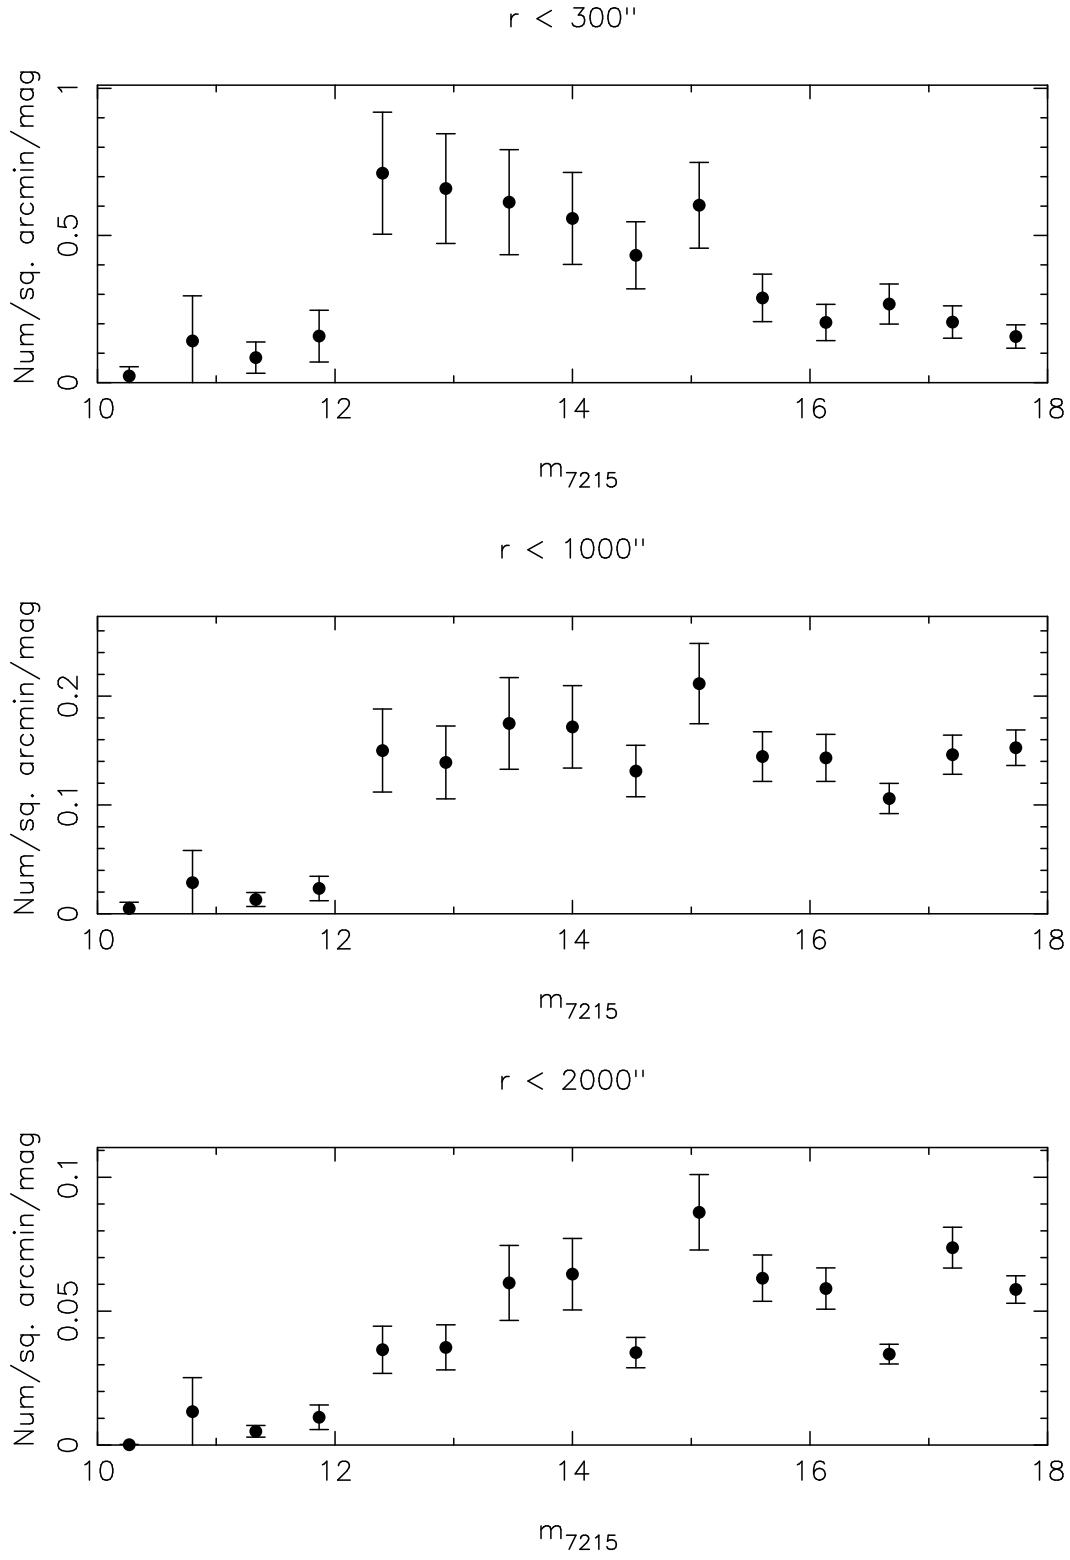 r < 300"
Num/sq. arcmin/mag
1
0.5
0
10 12 14 16 18
m7215
r < 1000"
Num/sq. arcmin/mag
0.2
0.1
0
10 12 14 16 18
m7215
r < 2000"
Num/sq. arcmin/mag
0.1
0.05
0
10 12 14 16 18
m7215